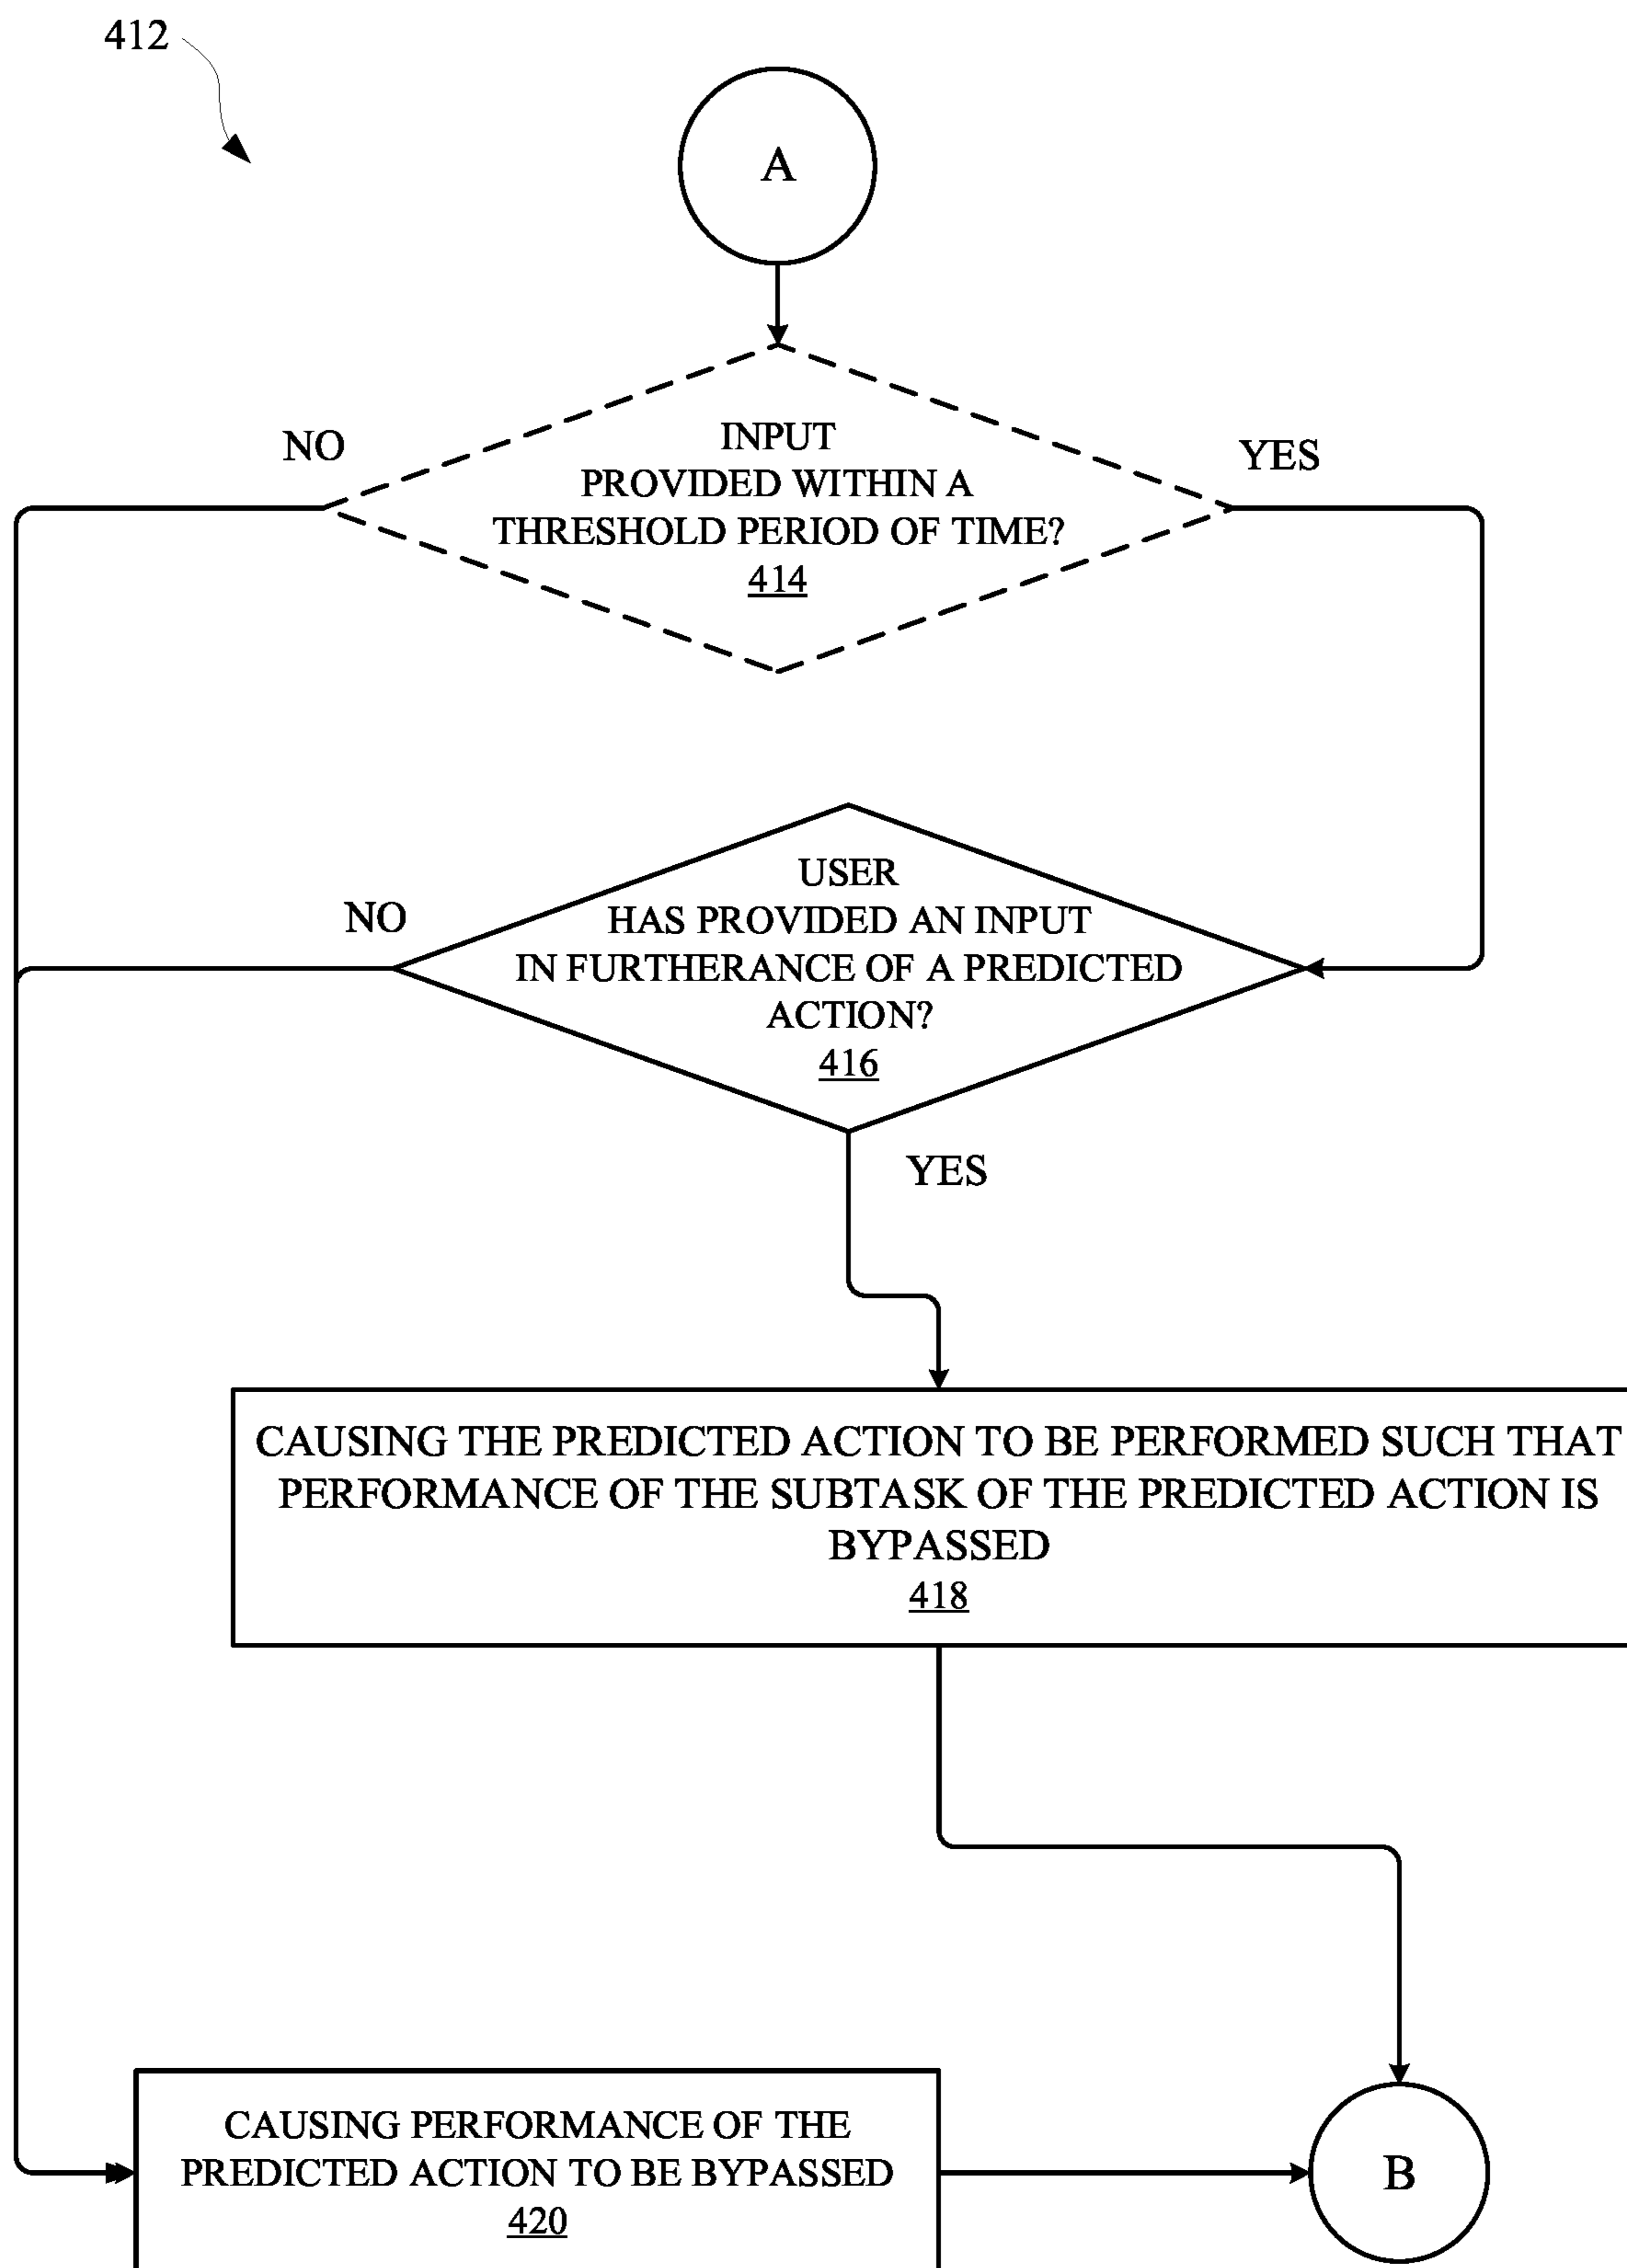 412
A
INPUT
NO
YES
PROVIDED WITHIN A
THRESHOLD PERIOD OF TIME?
414
USER
NO
HAS PROVIDED AN INPUT
IN FURTHERANCE OF A PREDICTED
ACTION?
416
YES
CAUSING THE PREDICTED ACTION TO BE PERFORMED SUCH THAT
PERFORMANCE OF THE SUBTASK OF THE PREDICTED ACTION IS
BYPASSED
418
CAUSING PERFORMANCE OF THE
PREDICTED ACTION TO BE BYPASSED
420
B